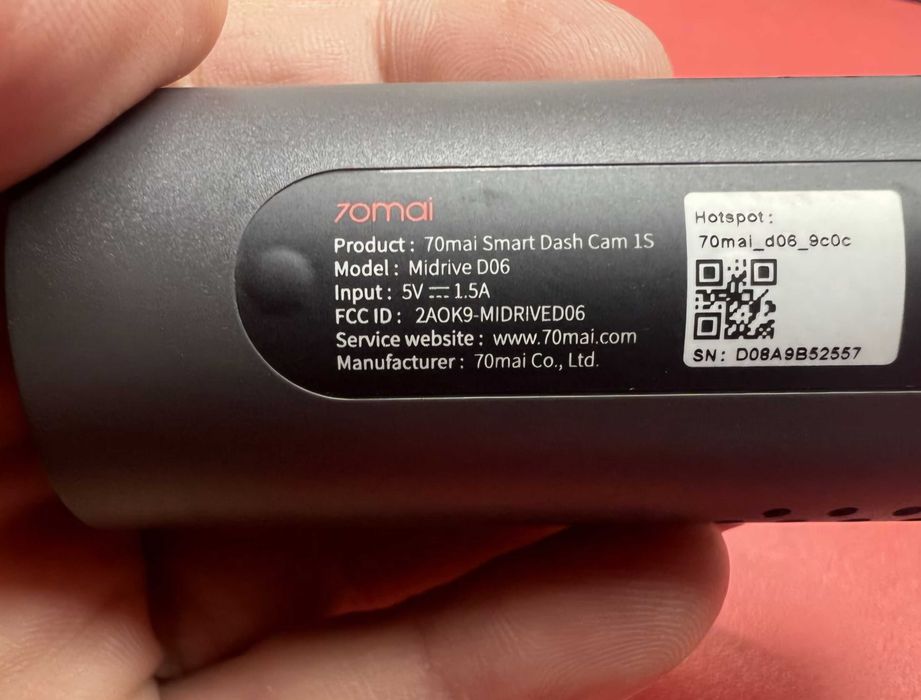 70mai
Product : 70mai Smart Dash Cam 1S
Model : Midrive D06
Input : 5V ⎓ 1.5A
FCC ID : 2AOK9-MIDRIVED06
Service website : www.70mai.com
Manufacturer : 70mai Co., Ltd.
Hotspot :
70mai_d06_9c0c
SN: D08A9B52557